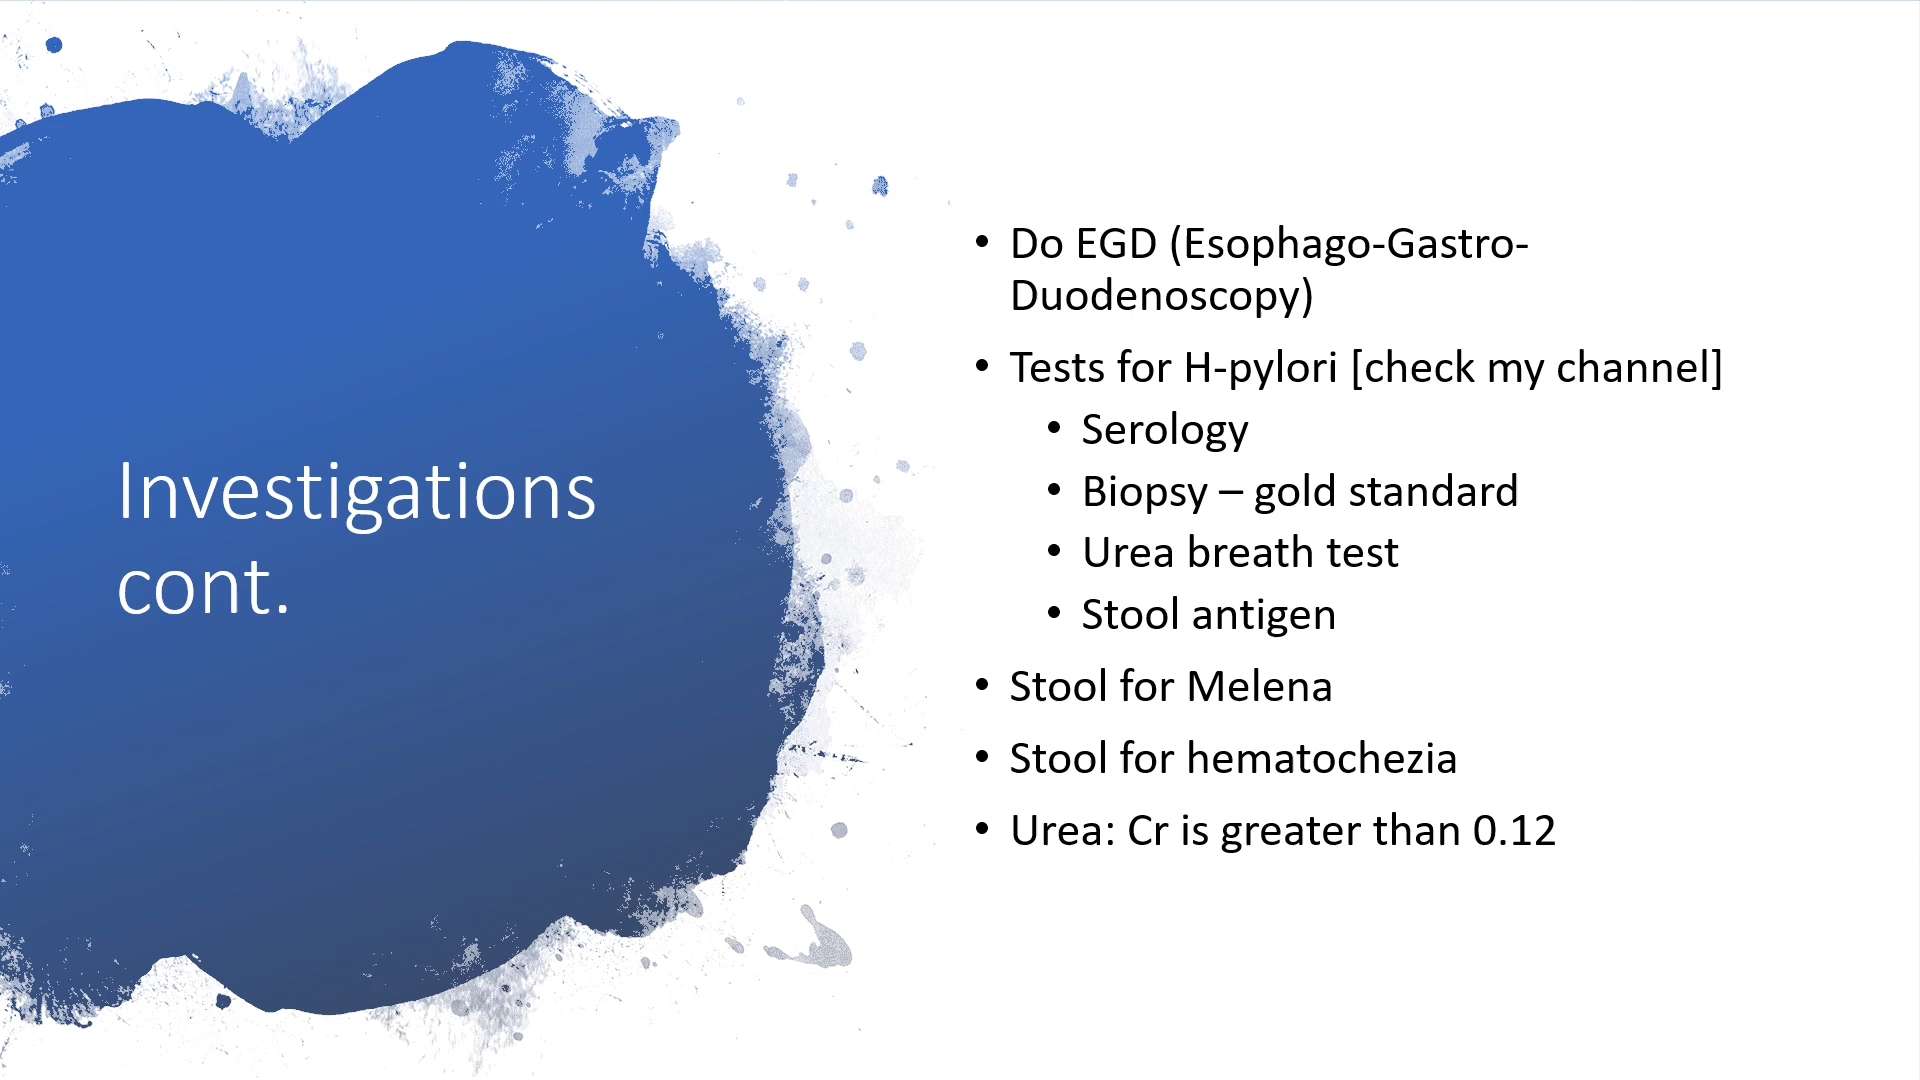 Investigations
cont.
• Do EGD (Esophago-Gastro-
Duodenoscopy)
• Tests for H-pylori [check my channel]
• Serology
• Biopsy – gold standard
• Urea breath test
• Stool antigen
• Stool for Melena
• Stool for hematochezia
• Urea: Cr is greater than 0.12